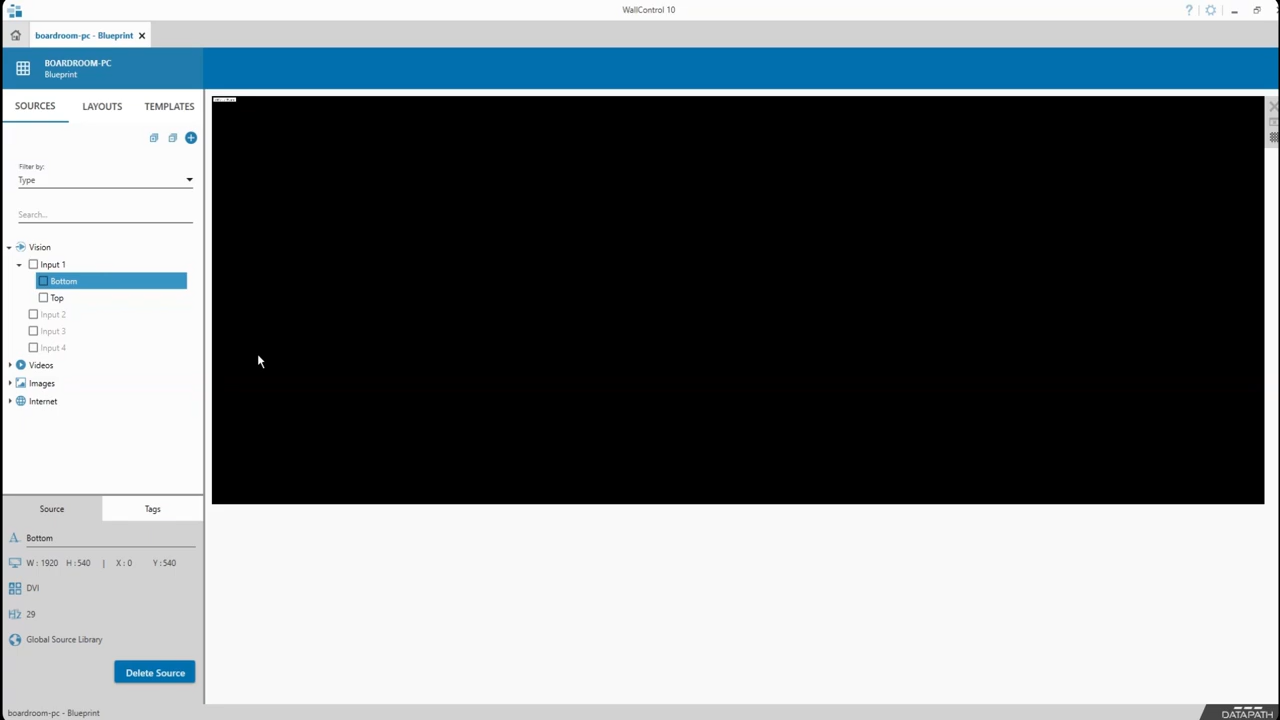 WallControl 10
boardroom-pc - Blueprint
BOARDROOM-PC
Blueprint
SOURCES LAYOUTS TEMPLATES
Filter by:
Type
Search...
Vision
Input 1
Bottom
Top
Input 2
Input 3
Input 4
Videos
Images
Internet
Source Tags
Bottom
W : 1920 H : 540 | X : 0 Y : 540
DVI
29
Global Source Library
Delete Source
boardroom-pc - Blueprint
DATAPATH